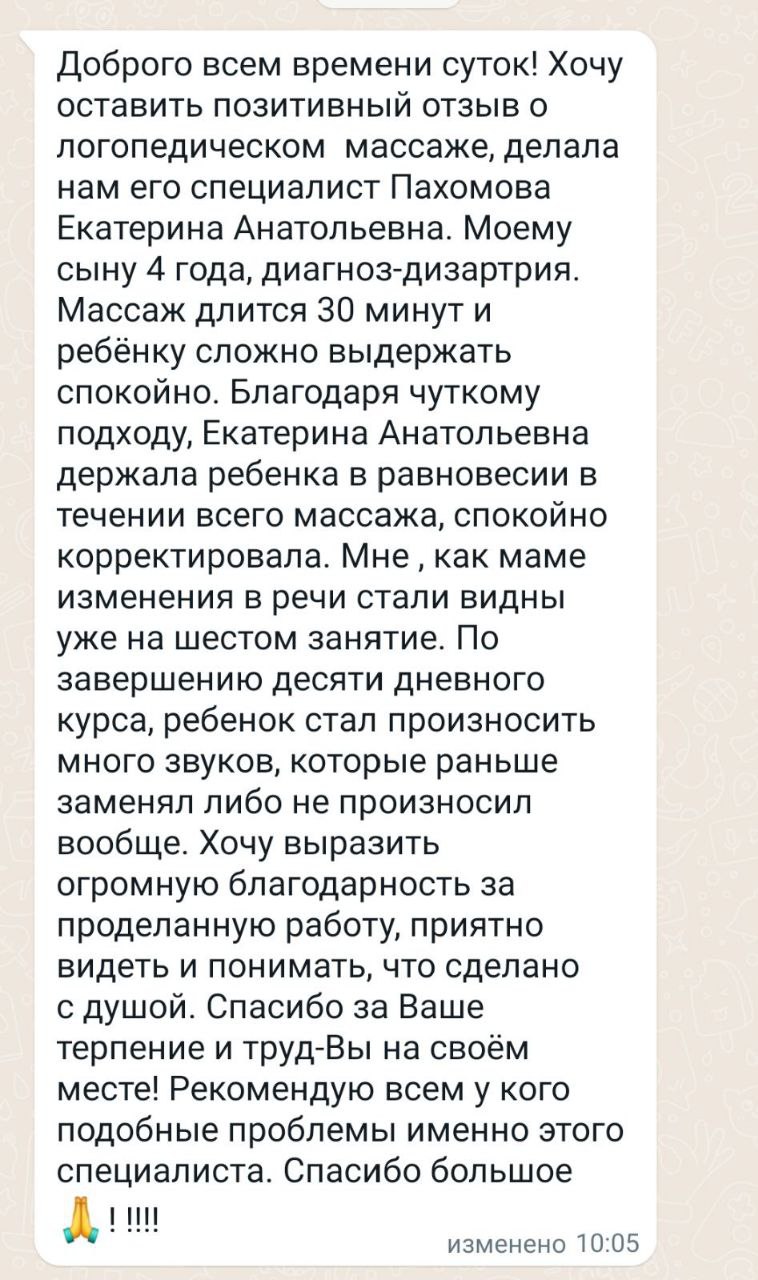 Доброго всем времени суток! Хочу
оставить позитивный отзыв о
логопедическом  массаже, делала
нам его специалист Пахомова
Екатерина Анатольевна. Моему
сыну 4 года, диагноз-дизартрия.
Массаж длится 30 минут и
ребёнку сложно выдержать
спокойно. Благодаря чуткому
подходу, Екатерина Анатольевна
держала ребенка в равновесии в
течении всего массажа, спокойно
корректировала. Мне , как маме
изменения в речи стали видны
уже на шестом занятие. По
завершению десяти дневного
курса, ребенок стал произносить
много звуков, которые раньше
заменял либо не произносил
вообще. Хочу выразить
огромную благодарность за
проделанную работу, приятно
видеть и понимать, что сделано
с душой. Спасибо за Ваше
терпение и труд-Вы на своём
месте! Рекомендую всем у кого
подобные проблемы именно этого
специалиста. Спасибо большое
🙏 ! !!!!
изменено 10:05